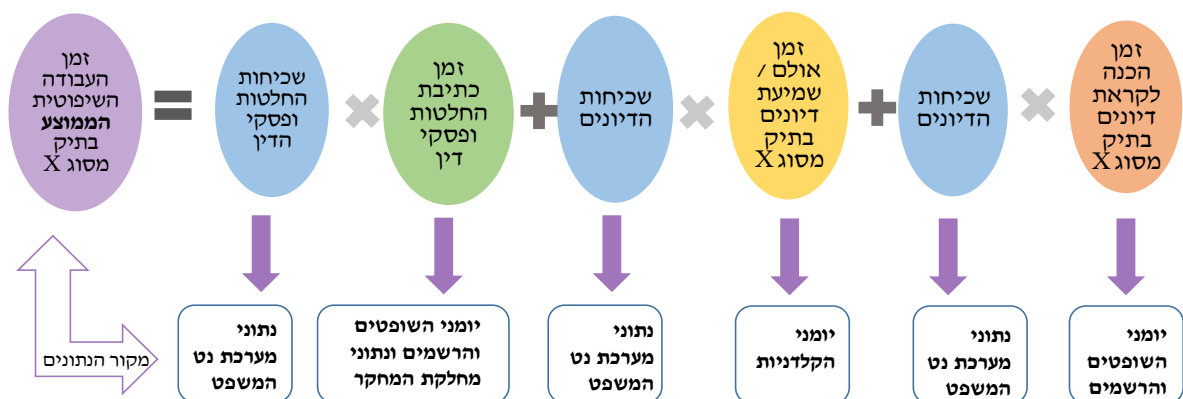 זמן
הכנה
לקראת
דיונים
בתיק
מסוג X
×
שכיחות
הדיונים
+
זמן
אולם /
שמיעת
דיונים
בתיק
מסוג X
×
שכיחות
הדיונים
+
זמן
כתיבת
החלטות
ופסקי
דין
×
שכיחות
החלטות
ופסקי
הדין
=
זמן
העבודה
השיפוטית
הממוצע
בתיק
מסוג X
יומני
השופטים
והרשמים
נתוני
מערכת נט
המשפט
יומני
הקלדניות
נתוני
מערכת נט
המשפט
יומני השופטים
והרשמים ונתוני
מחלקת המחקר
נתוני
מערכת נט
המשפט
מקור הנתונים